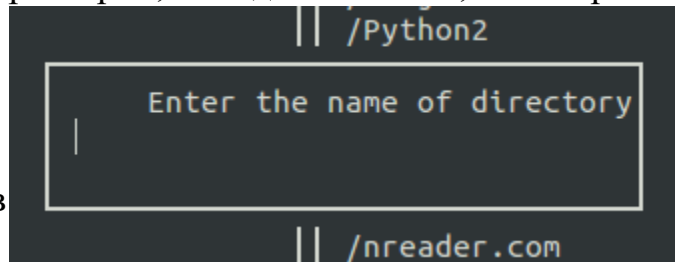 /Python2
Enter the name of directory
в
/nreader.com